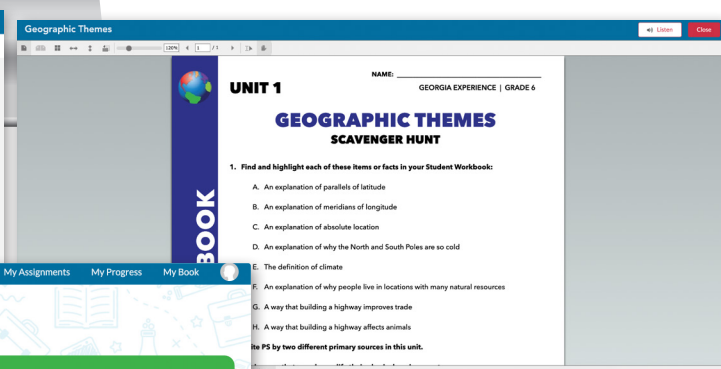 Geographic Themes
Listen
Close
120%
1
/ 1
NAME:
UNIT 1
GEORGIA EXPERIENCE | GRADE 6
GEOGRAPHIC THEMES
SCAVENGER HUNT
1. Find and highlight each of these items or facts in your Student Workbook:
A. An explanation of parallels of latitude
B. An explanation of meridians of longitude
C. An explanation of absolute location
D. An explanation of why the North and South Poles are so cold
E. The definition of climate
F. An explanation of why people live in locations with many natural resources
G. A way that building a highway improves trade
H. A way that building a highway affects animals
ite PS by two different primary sources in this unit.
BOOK
My Assignments
My Progress
My Book